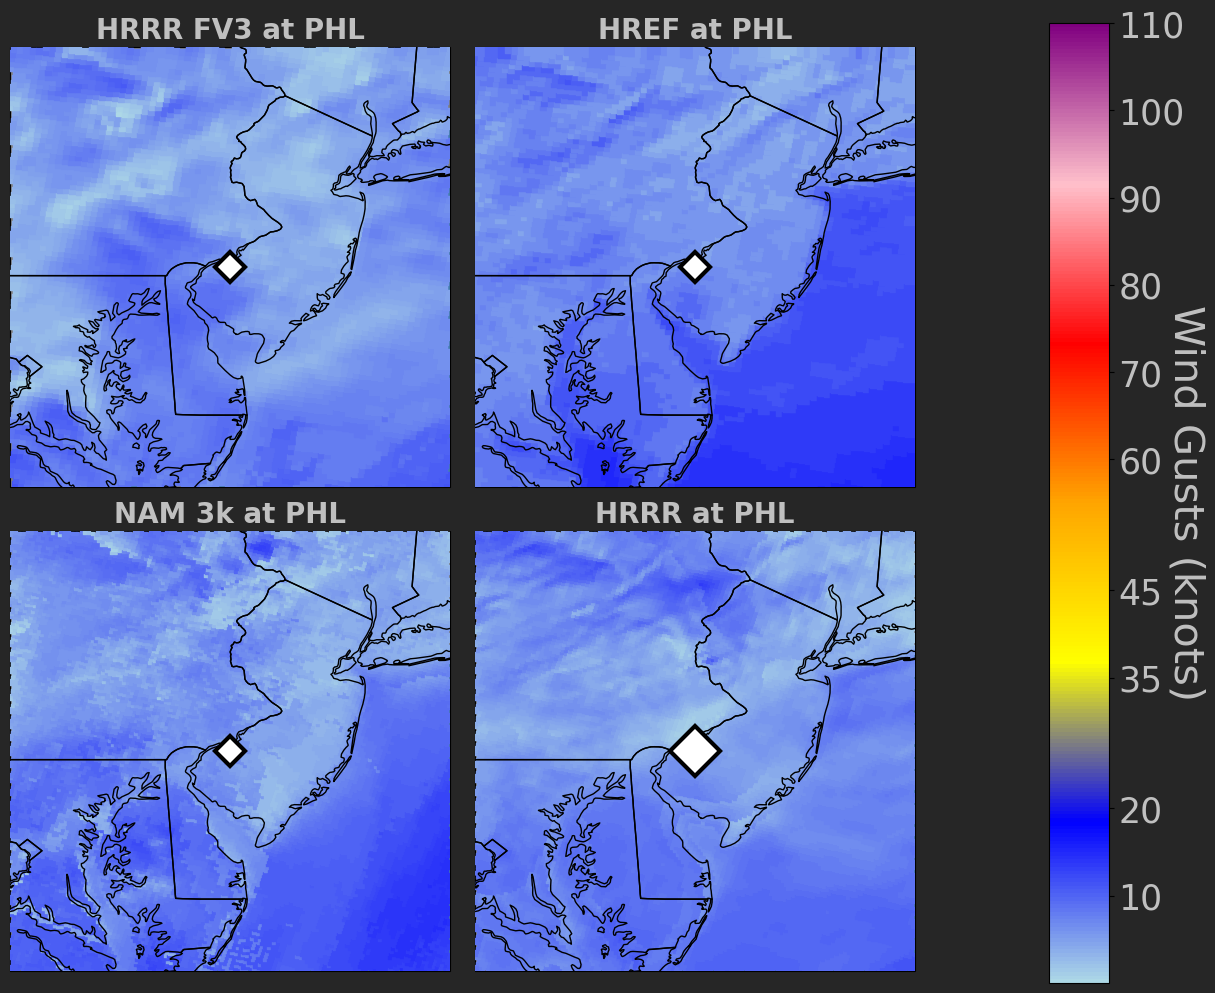 HRRR FV3 at PHL
HREF at PHL
NAM 3k at PHL
HRRR at PHL
110
100
90
80
70
60
45
35
20
10
Wind Gusts (knots)